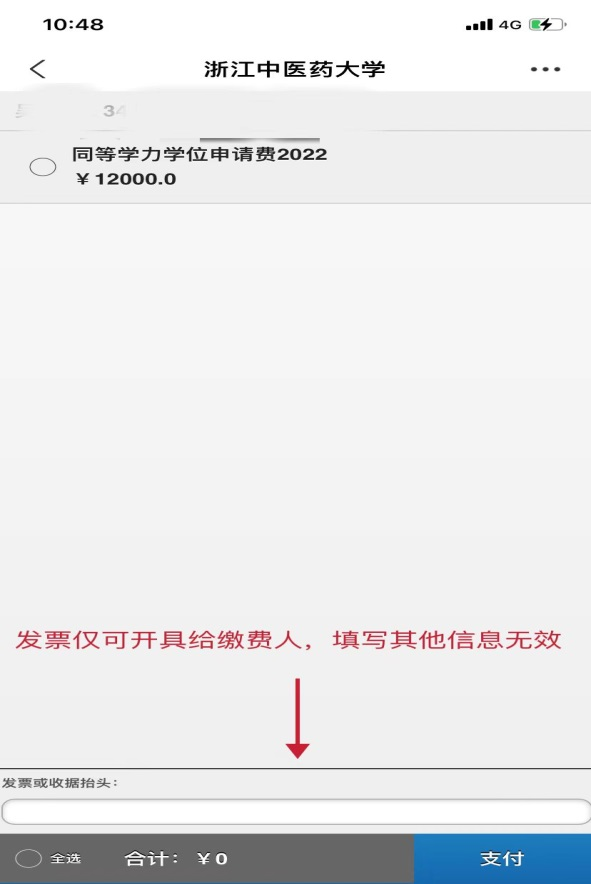 10:48
4G
浙江中医药大学
34
同等学力学位申请费2022
￥12000.0
发票仅可开具给缴费人，填写其他信息无效
发票或收据抬头：
全选 合计：￥0 支付